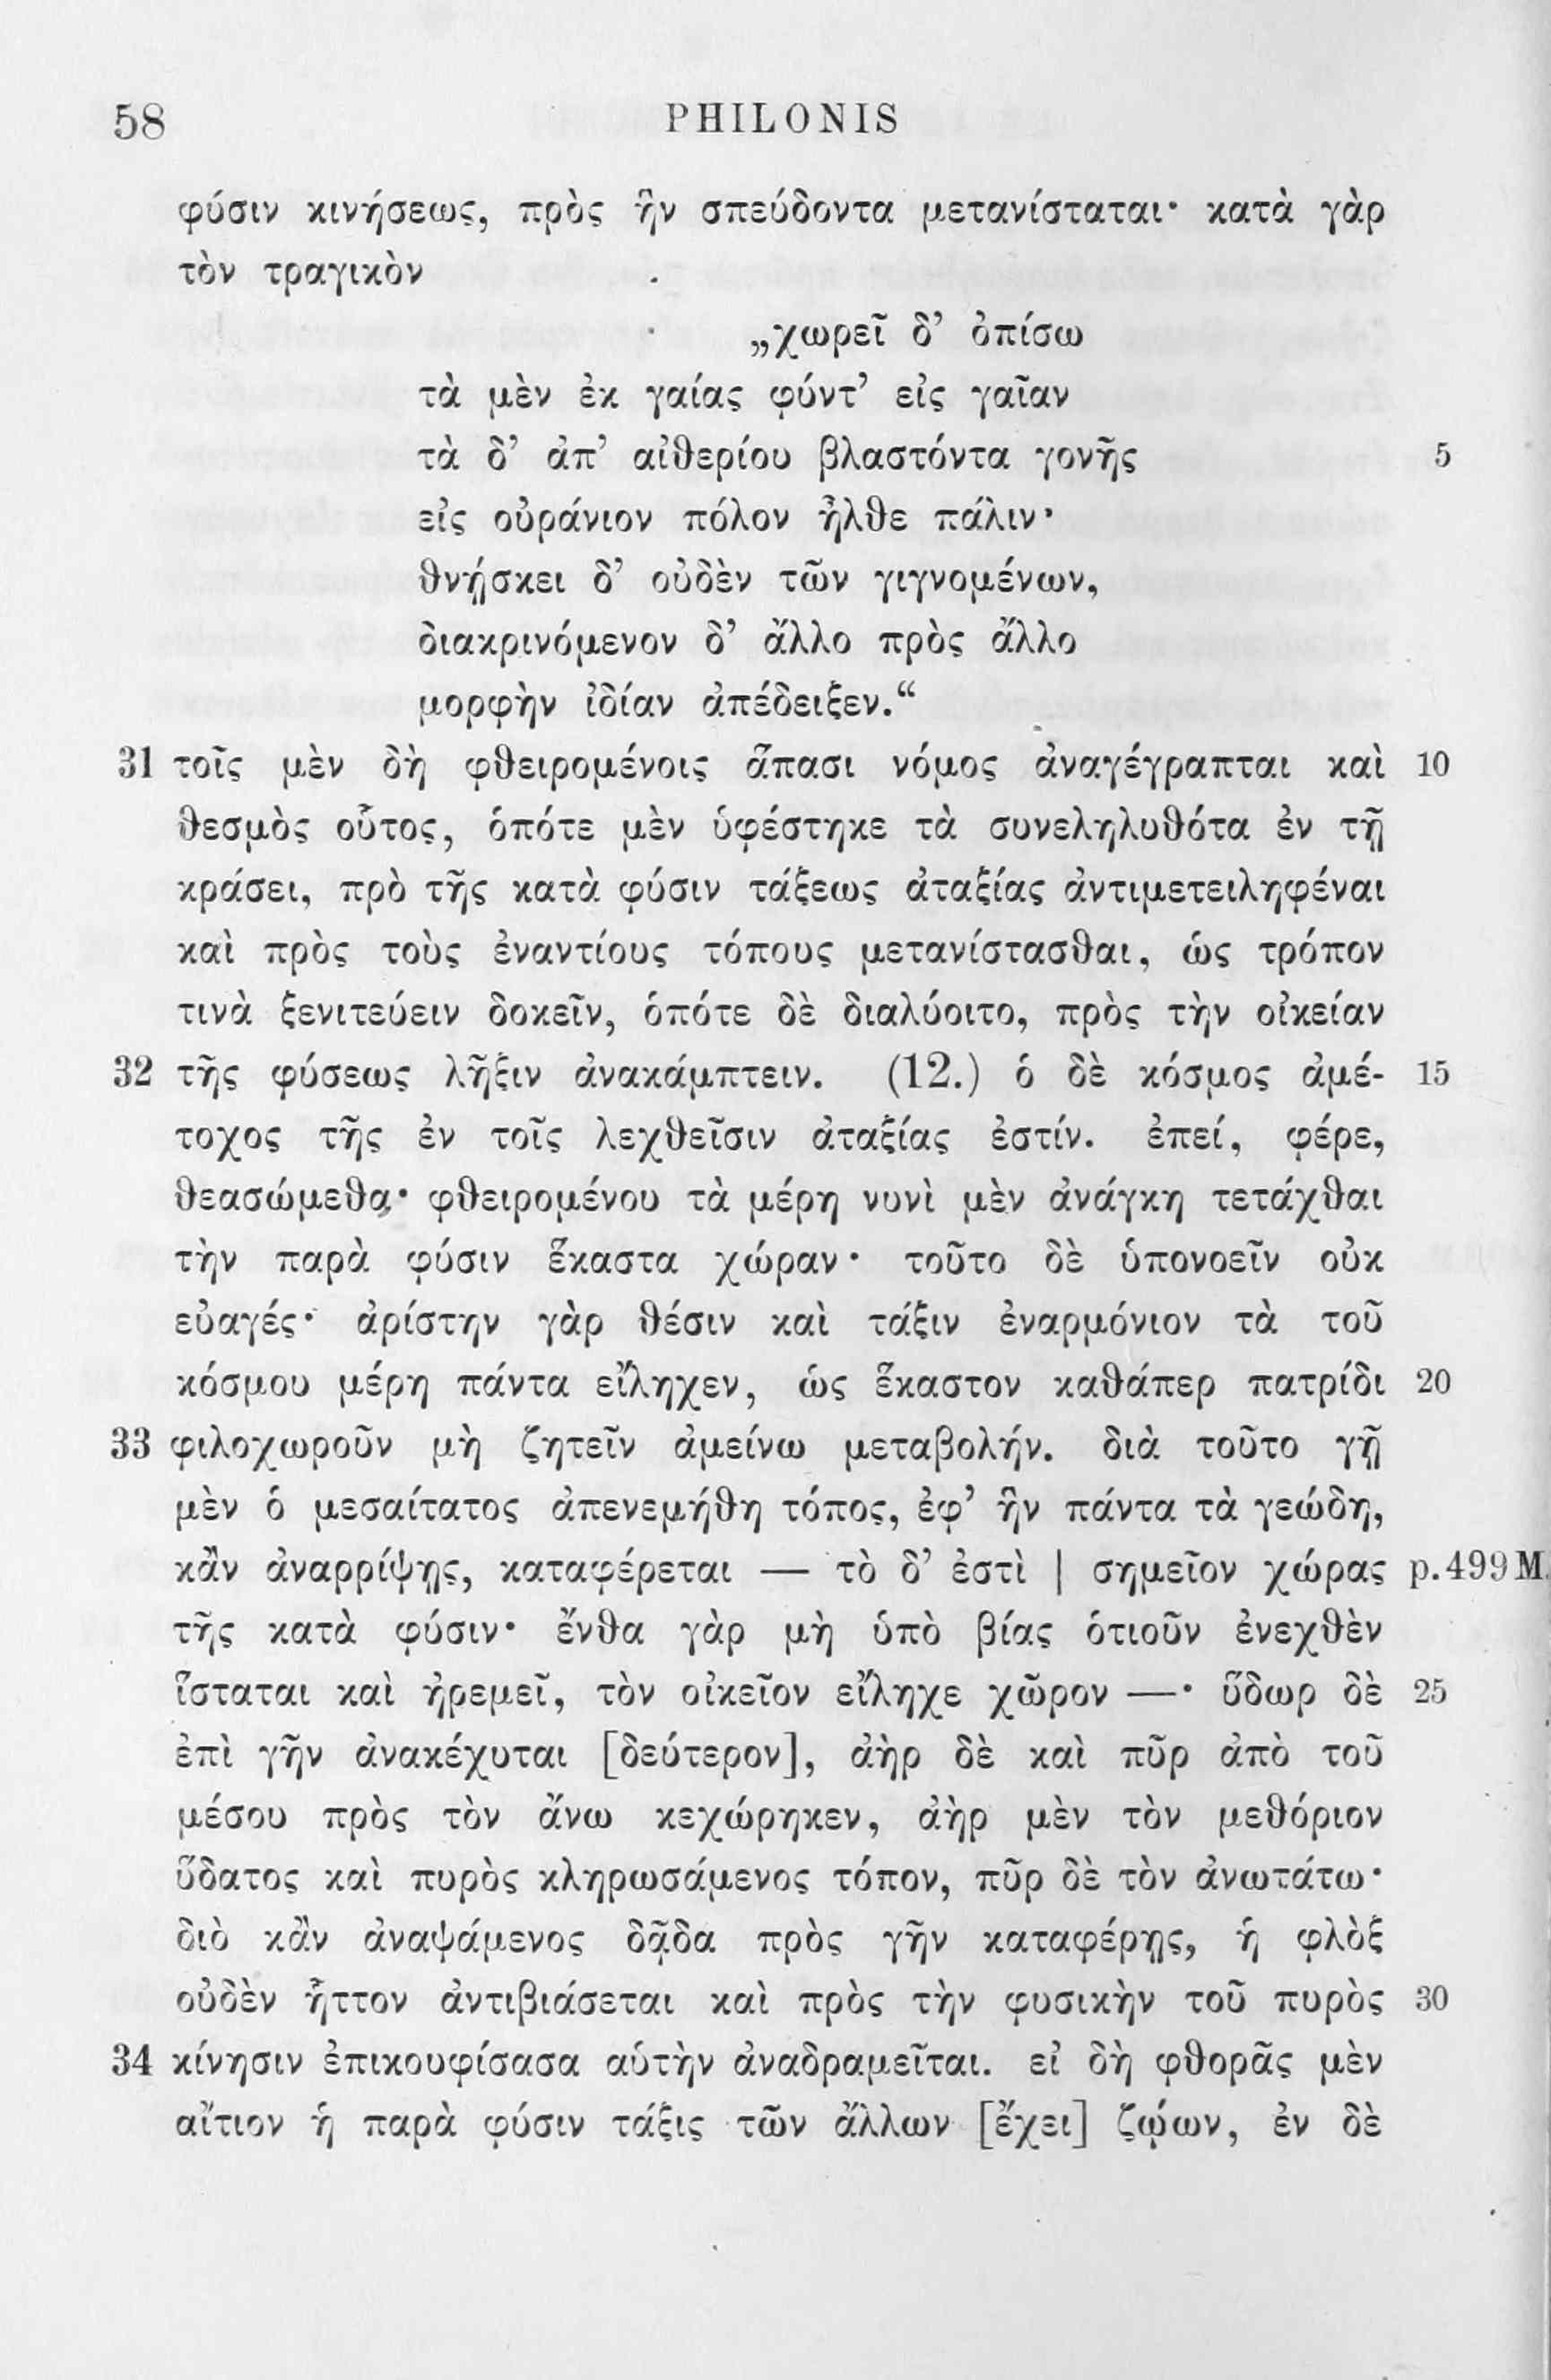 58 PHILONIS
φύσιν κινήσεως, πρὸς ἣν σπεύδοντα μετανίσταται· κατὰ γὰρ
τὸν τραγικὸν
„χωρεῖ δ’ ὀπίσω
τὰ μὲν ἐκ γαίας φύντ’ εἰς γαῖαν
τὰ δ’ ἀπ’ αἰθερίου βλαστόντα γονῆς 5
εἰς οὐράνιον πόλον ἦλθε πάλιν·
θνῄσκει δ’ οὐδὲν τῶν γιγνομένων,
διακρινόμενον δ’ ἄλλο πρὸς ἄλλο
μορφὴν ἰδίαν ἀπέδειξεν.“
31 τοῖς μὲν δὴ φθειρομένοις ἅπασι νόμος ἀναγέγραπται καὶ 10
θεσμὸς οὗτος, ὁπότε μὲν ὑφέστηκε τὰ συνεληλυθότα ἐν τῇ
κράσει, πρὸ τῆς κατὰ φύσιν τάξεως ἀταξίας ἀντιμετειληφέναι
καὶ πρὸς τοὺς ἐναντίους τόπους μετανίστασθαι, ὡς τρόπον
τινὰ ξενιτεύειν δοκεῖν, ὁπότε δὲ διαλύοιτο, πρὸς τὴν οἰκείαν
32 τῆς φύσεως λῆξιν ἀνακάμπτειν. (12.) ὁ δὲ κόσμος ἀμέ- 15
τοχος τῆς ἐν τοῖς λεχθεῖσιν ἀταξίας ἐστίν. ἐπεί, φέρε,
θεασώμεθα· φθειρομένου τὰ μέρη νυνὶ μὲν ἀνάγκη τετάχθαι
τὴν παρὰ φύσιν ἕκαστα χώραν· τοῦτο δὲ ὑπονοεῖν οὐκ
εὐαγές· ἀρίστην γὰρ θέσιν καὶ τάξιν ἐναρμόνιον τὰ τοῦ
κόσμου μέρη πάντα εἴληχεν, ὡς ἕκαστον καθάπερ πατρίδι 20
33 φιλοχωροῦν μὴ ζητεῖν ἀμείνω μεταβολήν. διὰ τοῦτο γῇ
μὲν ὁ μεσαίτατος ἀπενεμήθη τόπος, ἐφ’ ἣν πάντα τὰ γεώδη,
κἂν ἀναρρίψῃς, καταφέρεται — τὸ δ’ ἐστὶ | σημεῖον χώρας p.499M.
τῆς κατὰ φύσιν· ἔνθα γὰρ μὴ ὑπὸ βίας ὁτιοῦν ἐνεχθὲν
ἵσταται καὶ ἠρεμεῖ, τὸν οἰκεῖον εἴληχε χῶρον —· ὕδωρ δὲ 25
ἐπὶ γῆν ἀνακέχυται [δεύτερον], ἀὴρ δὲ καὶ πῦρ ἀπὸ τοῦ
μέσου πρὸς τὸν ἄνω κεχώρηκεν, ἀὴρ μὲν τὸν μεθόριον
ὕδατος καὶ πυρὸς κληρωσάμενος τόπον, πῦρ δὲ τὸν ἀνωτάτω·
διὸ κἂν ἀναψάμενος δᾷδα πρὸς γῆν καταφέρῃς, ἡ φλὸξ
οὐδὲν ἧττον ἀντιβιάσεται καὶ πρὸς τὴν φυσικὴν τοῦ πυρὸς 30
34 κίνησιν ἐπικουφίσασα αὑτὴν ἀναδραμεῖται. εἰ δὴ φθορᾶς μὲν
αἴτιον ἡ παρὰ φύσιν τάξις τῶν ἄλλων [ἔχει] ζῴων, ἐν δὲ